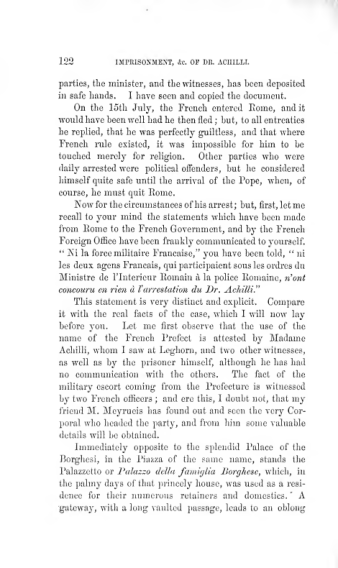 122 IMPRISONMENT, &c. OF DR. ACHILLI.
parties, the minister, and the witnesses, has been deposited
in safe hands. I have seen and copied the document.
On the 15th July, the French entered Rome, and it
would have been well had he then fled; but, to all entreaties
he replied, that he was perfectly guiltless, and that where
French rule existed, it was impossible for him to be
touched merely for religion. Other parties who were
daily arrested were political offenders, but he considered
himself quite safe until the arrival of the Pope, when, of
course, he must quit Rome.
Now for the circumstances of his arrest; but, first, let me
recall to your mind the statements which have been made
from Rome to the French Government, and by the French
Foreign Office have been frankly communicated to yourself.
“ Ni la force militaire Francaise,” you have been told, “ ni
les deux agens Francais, qui participaient sous les ordres du
Ministre de l'Interieur Romain à la police Romaine, n'ont
concouru en rien à l'arrestation du Dr. Achilli.”
This statement is very distinct and explicit. Compare
it with the real facts of the case, which I will now lay
before you. Let me first observe that the use of the
name of the French Prefect is attested by Madame
Achilli, whom I saw at Leghorn, and two other witnesses,
as well as by the prisoner himself, although he has had
no communication with the others. The fact of the
military escort coming from the Prefecture is witnessed
by two French officers; and ere this, I doubt not, that my
friend M. Meyrueis has found out and seen the very Cor-
poral who headed the party, and from him some valuable
details will be obtained.
Immediately opposite to the splendid Palace of the
Borghesi, in the Piazza of the same name, stands the
Palazzetto or Palazzo della famiglia Borghese, which, in
the palmy days of that princely house, was used as a resi-
dence for their numerous retainers and domestics. A
gateway, with a long vaulted passage, leads to an oblong